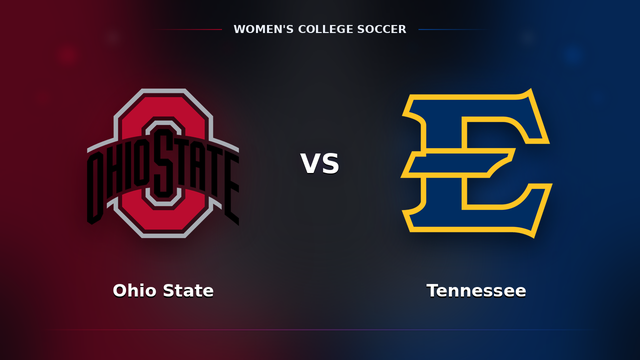 WOMEN'S COLLEGE SOCCER
OHIO STATE
VS
E
Ohio State
Tennessee